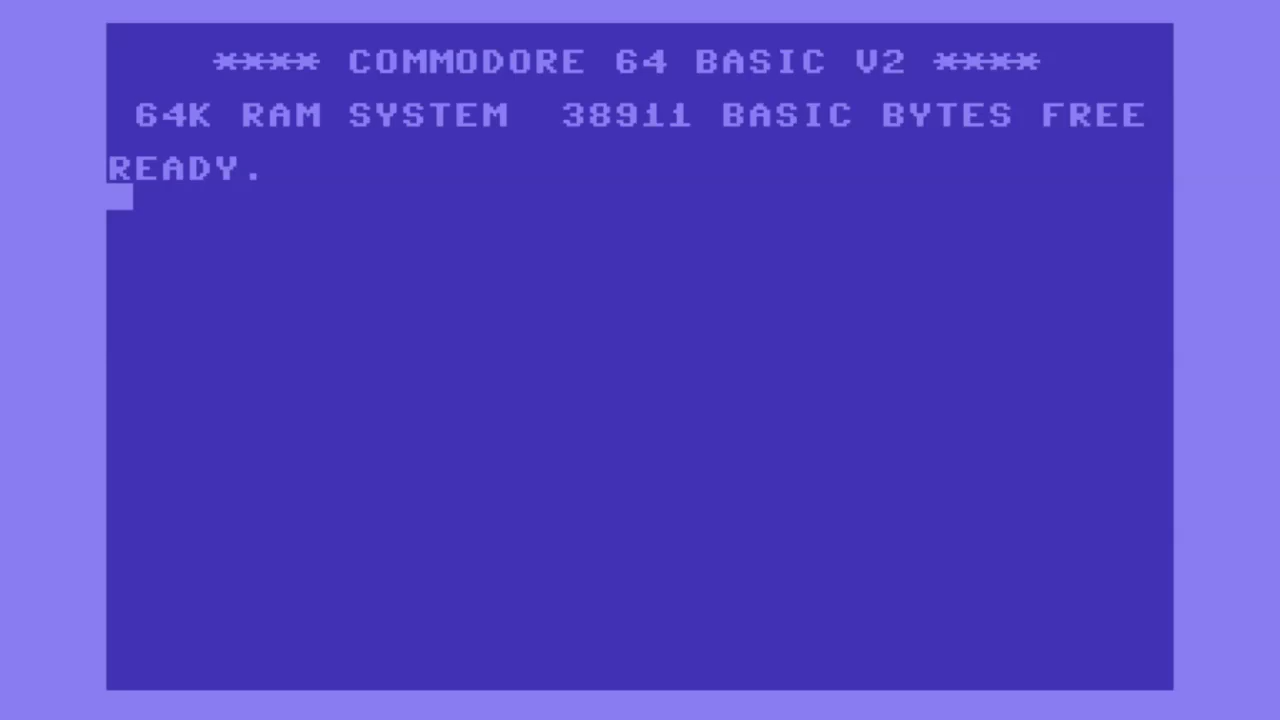 **** COMMODORE 64 BASIC V2 ****
64K RAM SYSTEM  38911 BASIC BYTES FREE
READY.